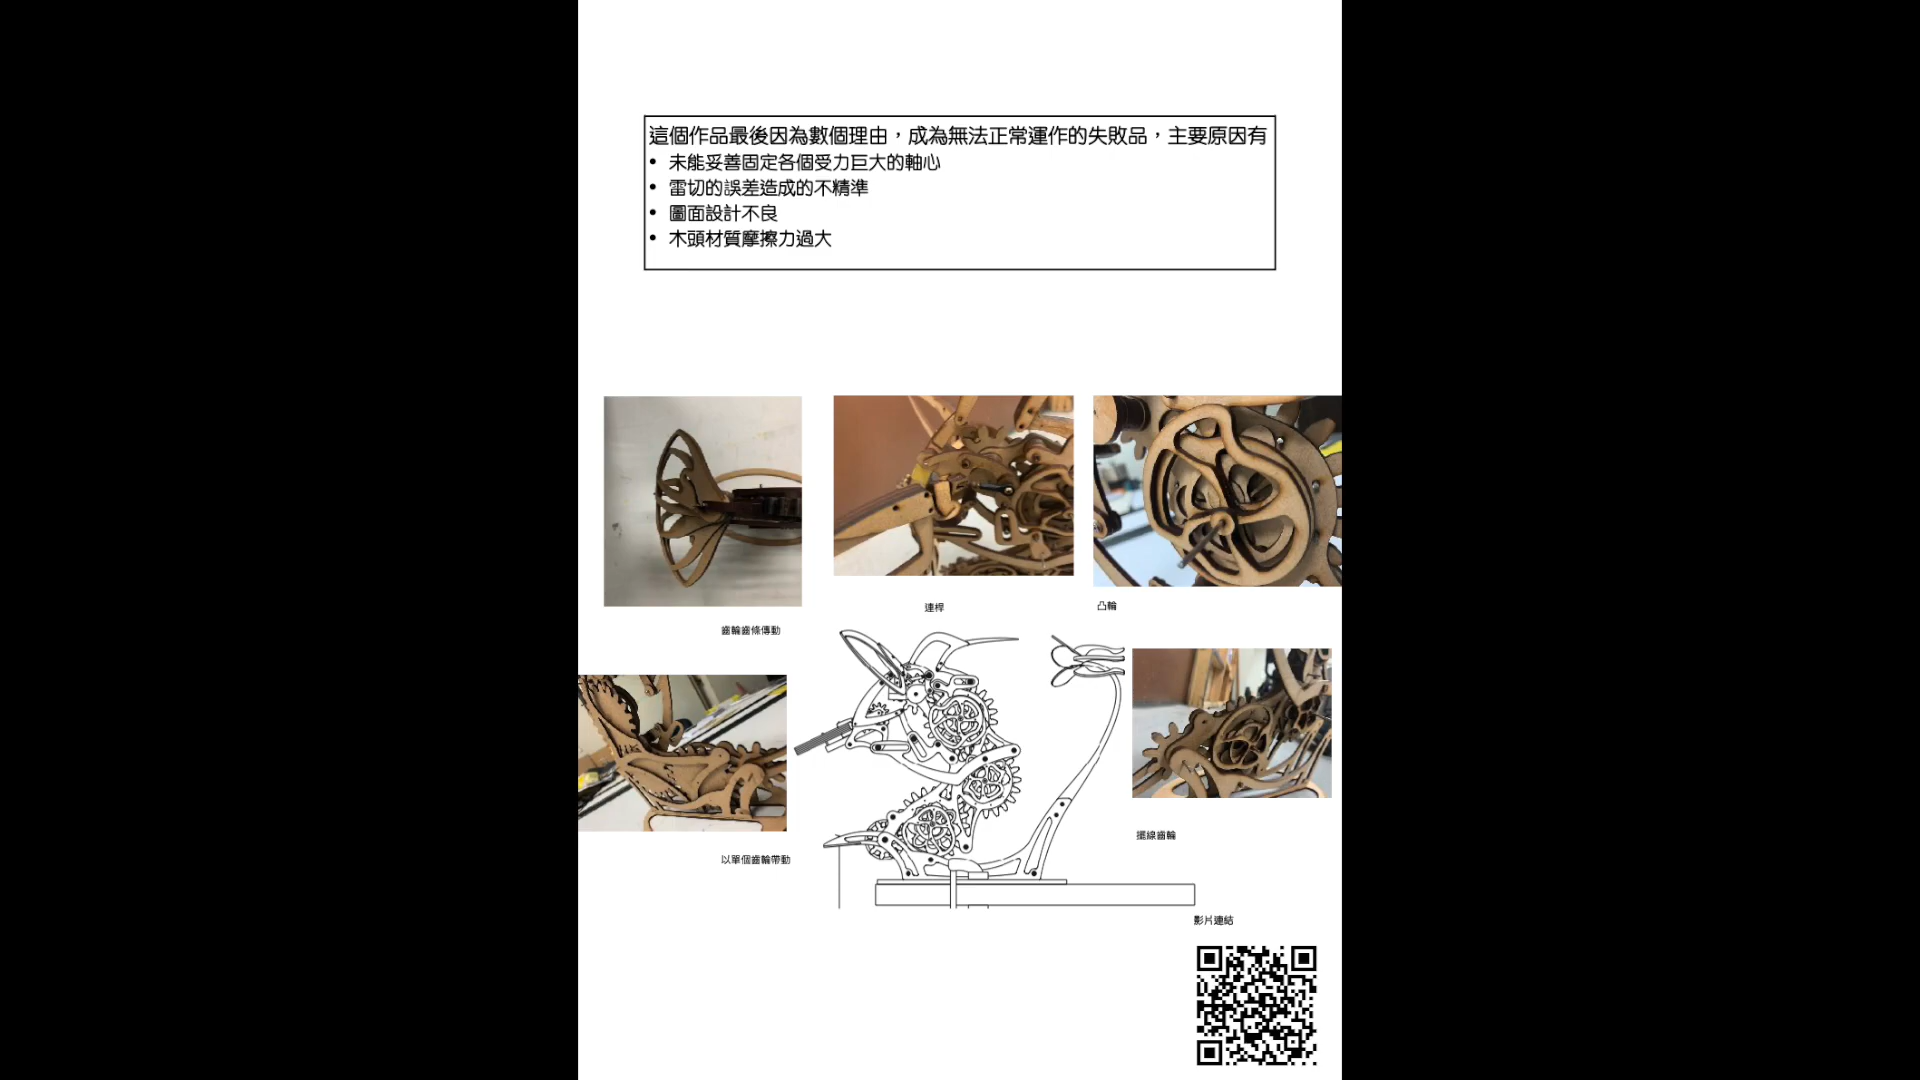 這個作品最後因為數個理由，成為無法正常運作的失敗品，主要原因有
• 未能妥善固定各個受力巨大的軸心
• 雷切的誤差造成的不精準
• 圖面設計不良
• 木頭材質摩擦力過大
連桿
凸輪
齒輪齒條傳動
擺線齒輪
以單個齒輪帶動
影片連結